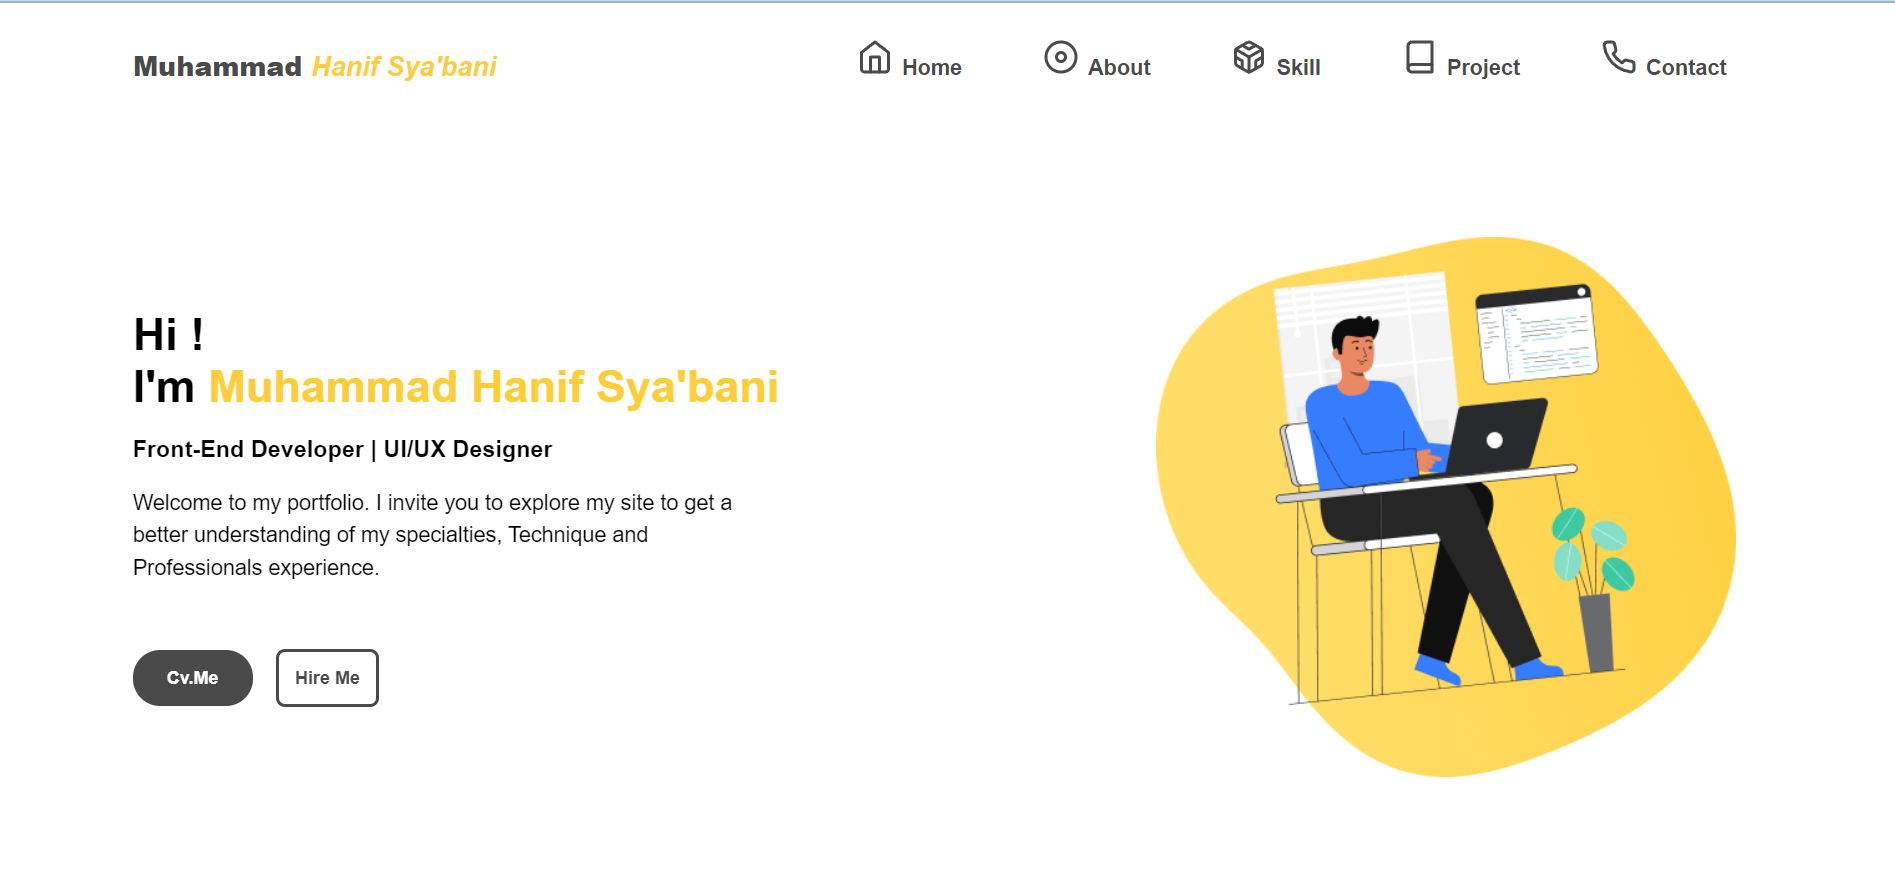 Muhammad Hanif Sya'bani
Home
About
Skill
Project
Contact
Hi !
I'm Muhammad Hanif Sya'bani
Front-End Developer | UI/UX Designer
Welcome to my portfolio. I invite you to explore my site to get a
better understanding of my specialties, Technique and
Professionals experience.
Cv.Me
Hire Me